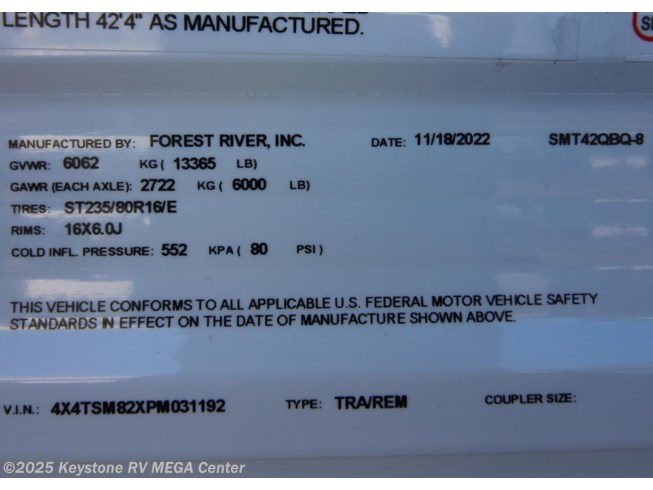 LENGTH 42'4" AS MANUFACTURED.
MANUFACTURED BY: FOREST RIVER, INC. DATE: 11/18/2022 SMT42QBQ-8
GVWR: 6062 KG ( 13365 LB)
GAWR (EACH AXLE): 2722 KG ( 6000 LB)
TIRES: ST235/80R16/E
RIMS: 16X6.0J
COLD INFL. PRESSURE: 552 KPA ( 80 PSI )
THIS VEHICLE CONFORMS TO ALL APPLICABLE U.S. FEDERAL MOTOR VEHICLE SAFETY
STANDARDS IN EFFECT ON THE DATE OF MANUFACTURE SHOWN ABOVE.
V.I.N.: 4X4TSM82XPM031192 TYPE: TRA/REM COUPLER SIZE:
©2025 Keystone RV MEGA Center